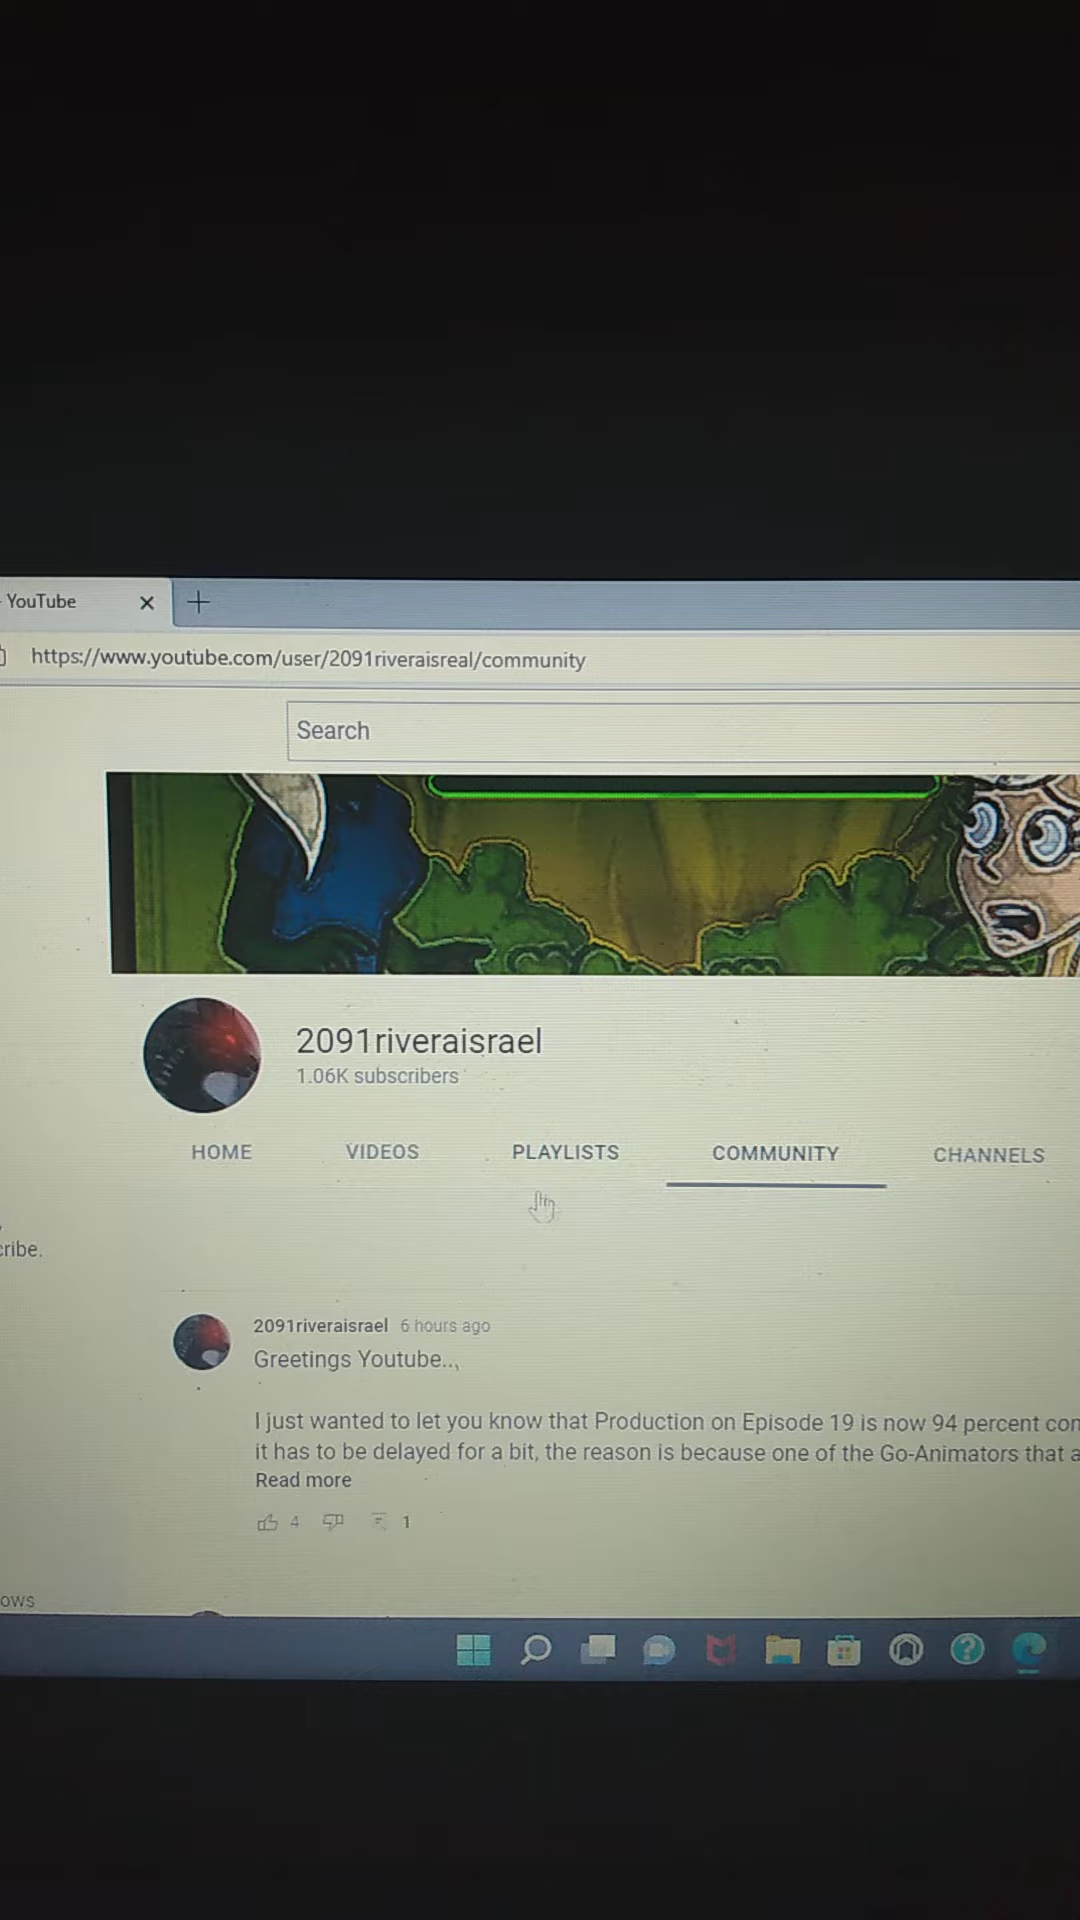 YouTube
https://www.youtube.com/user/2091riveraisreal/community
Search
2091riveraisrael
1.06K subscribers
HOME VIDEOS PLAYLISTS COMMUNITY CHANNELS
cribe.
2091riveraisrael 6 hours ago
Greetings Youtube...
I just wanted to let you know that Production on Episode 19 is now 94 percent con
it has to be delayed for a bit, the reason is because one of the Go-Animators that a
Read more
4 1
ows